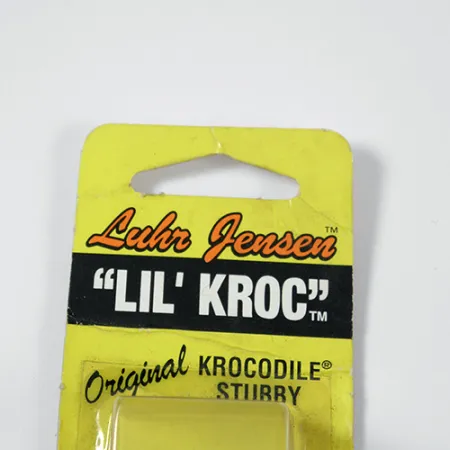 Luhr Jensen™
“LIL' KROC”™
Original KROCODILE®
STUBBY